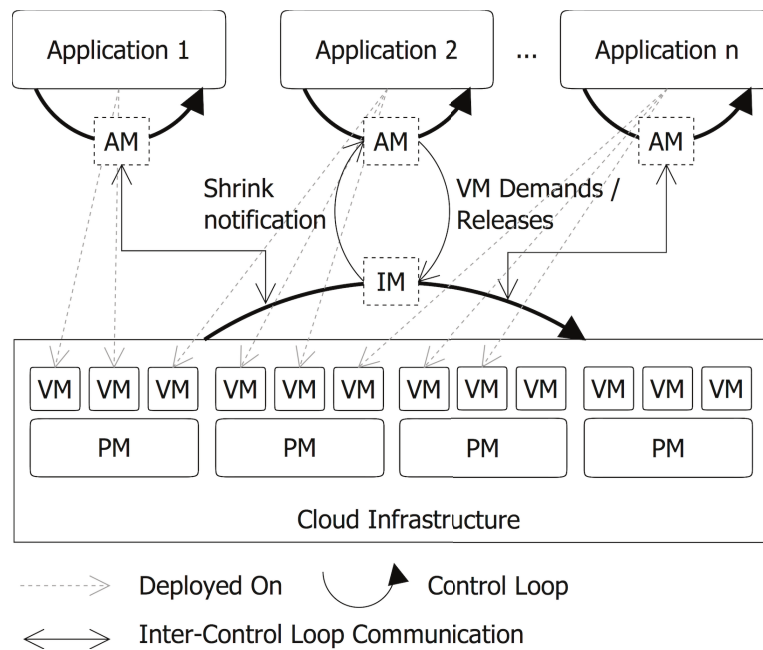 Application 1
Application 2
...
Application n
AM
AM
AM
Shrink
notification
VM Demands /
Releases
IM
VM VM VM VM VM VM VM VM VM VM VM VM
PM PM PM PM
Cloud Infrastructure
Deployed On
Control Loop
Inter-Control Loop Communication